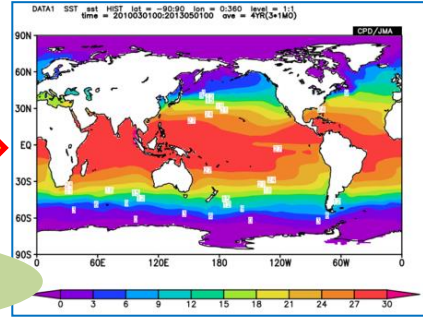 DATA1 SST sst HIST lat = -90:90 lon = 0:360 level = 1:1
time = 2010030100:2013050100 ave = 4YR(3*1MO)
CPD/JMA
90N
60N
30N
EQ
30S
60S
90S
0 60E 120E 180 120W 60W 0
0 3 6 9 12 15 18 21 24 27 30